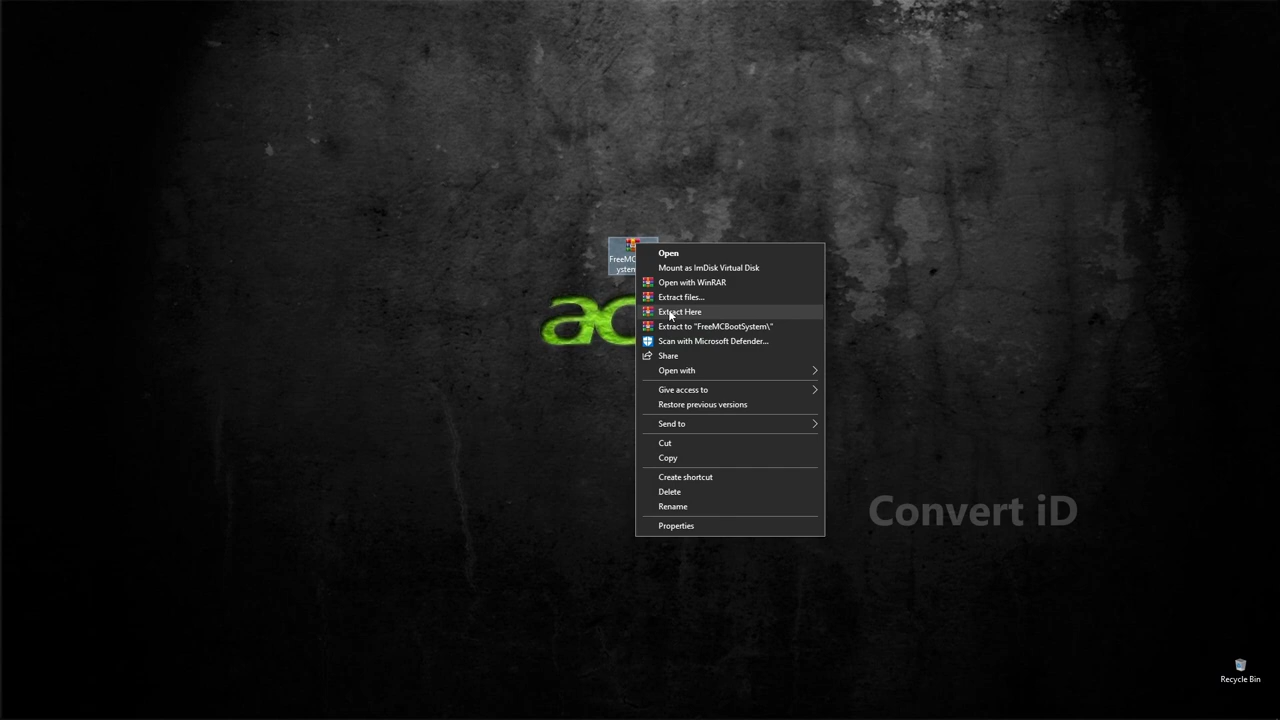 FreeMC
ystem
Open
Mount as ImDisk Virtual Disk
Open with WinRAR
Extract files...
Extract Here
Extract to "FreeMCBootSystem\"
Scan with Microsoft Defender...
Share
Open with
Give access to
Restore previous versions
Send to
Cut
Copy
Create shortcut
Delete
Rename
Properties
Convert iD
Recycle Bin